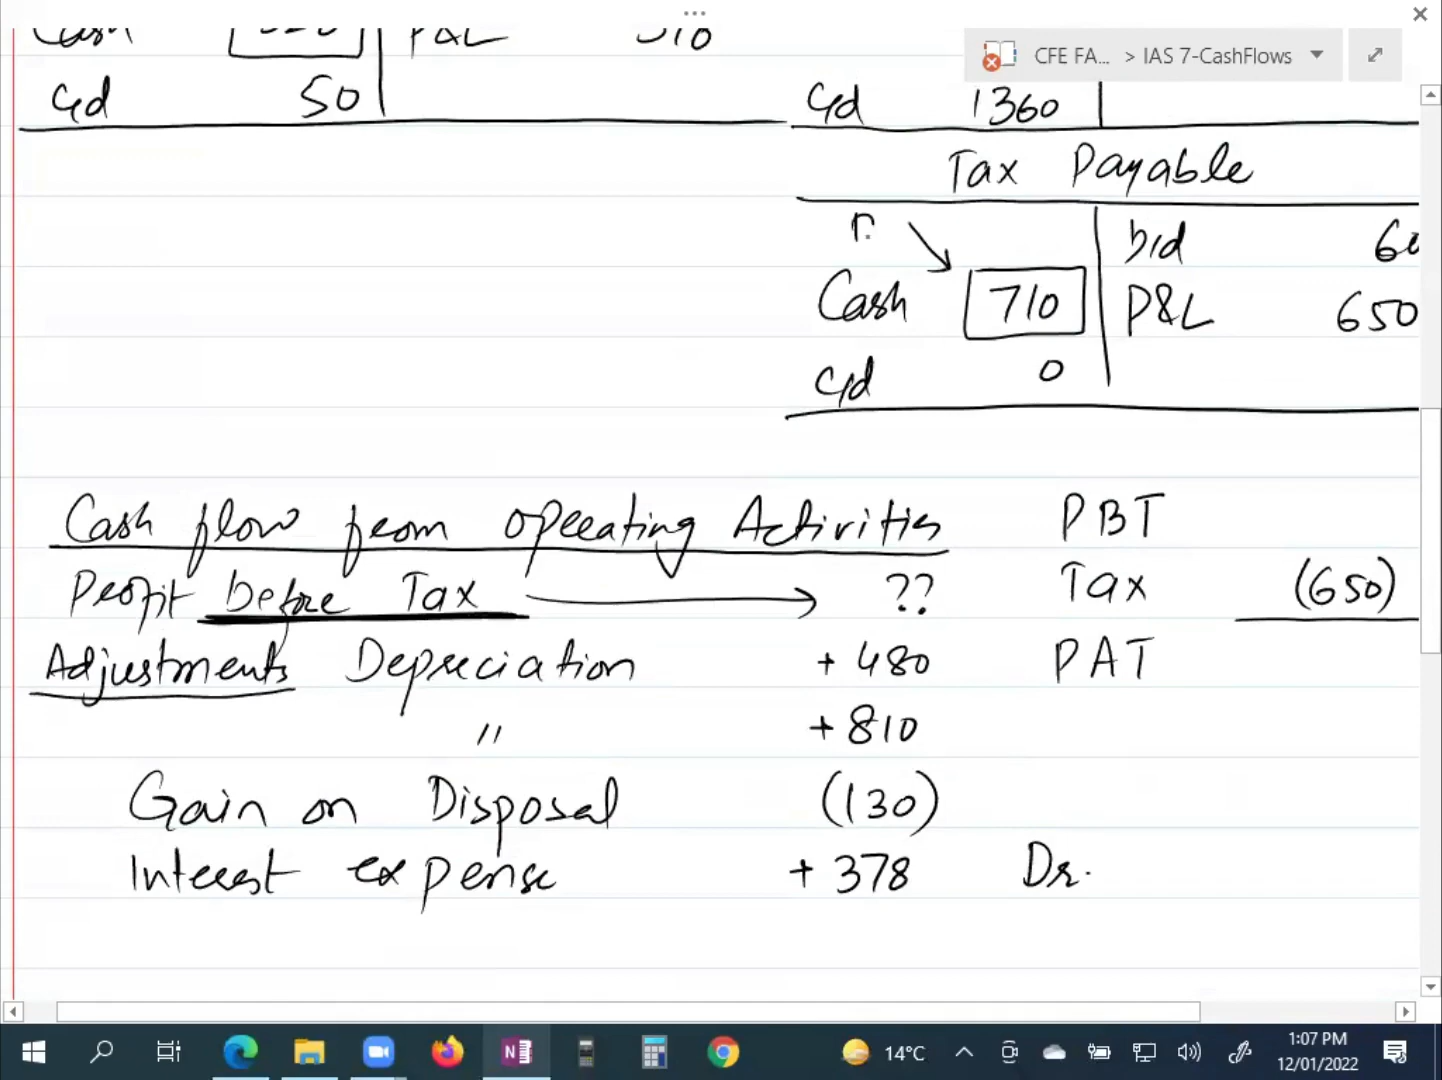 CFE FA... > IAS 7-CashFlows
Cash P&L
c/d 50
c/d 1360
Tax Payable
b/d 60
Cash 710 P&L 650
c/d 0
Cash flow from operating Activities PBT
Profit before Tax ?? Tax (650)
Adjustments Depreciation + 480 PAT
" + 810
Gain on Disposal (130)
Interest expense + 378 Dr.
14°C
1:07 PM
12/01/2022